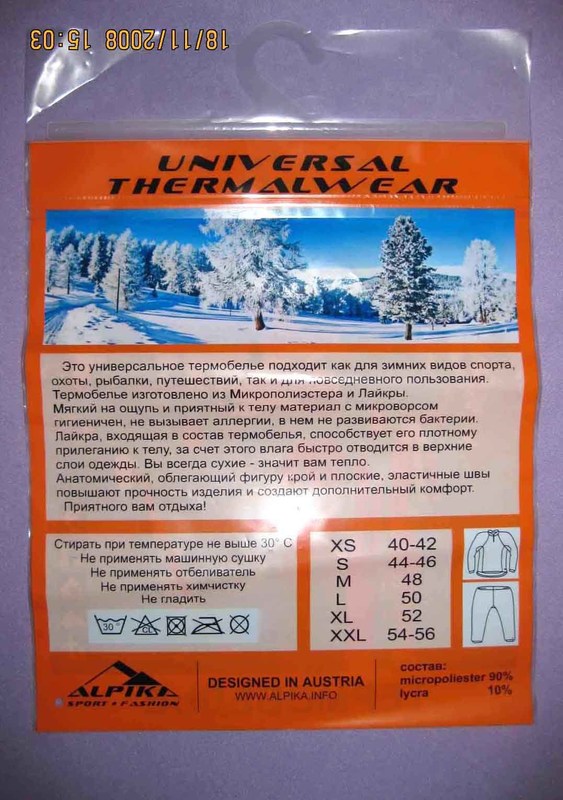 18/11/2008 15:03
UNIVERSAL
THERMALWEAR
Это универсальное термобелье подходит как для зимних видов спорта,
охоты, рыбалки, путешествий, так и для повседневного пользования.
Термобелье изготовлено из Микрополиэстера и Лайкры.
Мягкий на ощупь и приятный к телу материал с микроворсом
гигиеничен, не вызывает аллергии, в нем не развиваются бактерии.
Лайкра, входящая в состав термобелья, способствует его плотному
прилеганию к телу, за счет этого влага быстро отводится в верхние
слои одежды. Вы всегда сухие - значит вам тепло.
Анатомический, облегающий фигуру крой и плоские, эластичные швы
повышают прочность изделия и создают дополнительный комфорт.
Приятного вам отдыха!
Стирать при температуре не выше 30° С
Не применять машинную сушку
Не применять отбеливатель
Не применять химчистку
Не гладить
30° CL
XS 40-42
S 44-46
M 48
L 50
XL 52
XXL 54-56
ALPIKA
SPORT + FASHION
DESIGNED IN AUSTRIA
WWW.ALPIKA.INFO
состав:
micropoliester 90%
lycra 10%